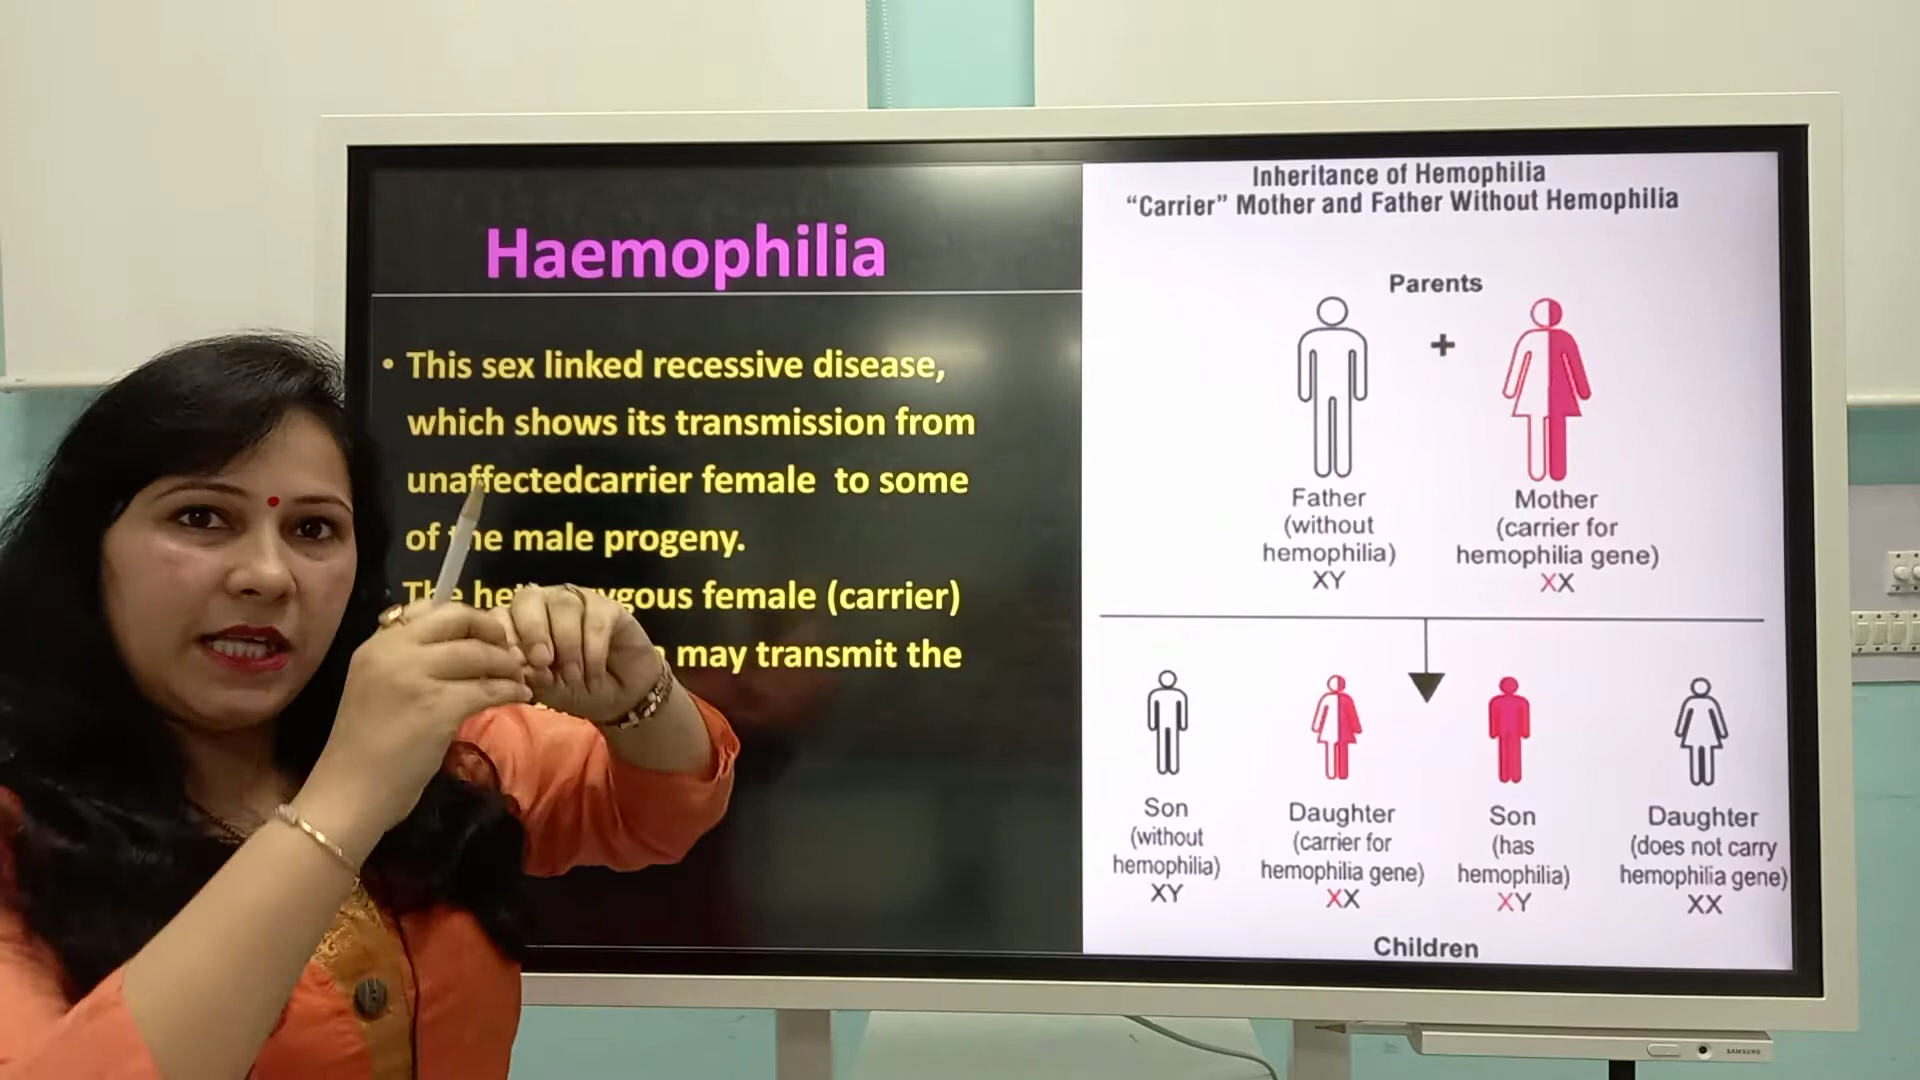 Haemophilia
• This sex linked recessive disease,
which shows its transmission from
unaffectedcarrier female to some
of the male progeny.
female (carrier)
may transmit the
Inheritance of Hemophilia
“Carrier” Mother and Father Without Hemophilia
Parents
+
Father
(without
hemophilia)
XY
Mother
(carrier for
hemophilia gene)
XX
Son
(without
hemophilia)
XY
Daughter
(carrier for
hemophilia gene)
XX
Son
(has
hemophilia)
XY
Daughter
(does not carry
hemophilia gene)
XX
Children
SAMSUNG